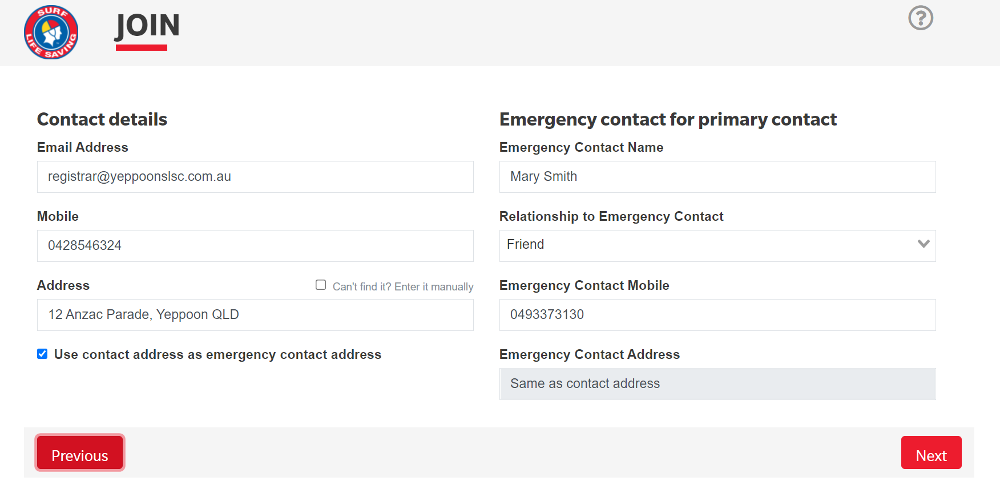 SURF
LIFE SAVING
JOIN
?
Contact details
Email Address
registrar@yeppoonslsc.com.au
Mobile
0428546324
Address
Can't find it? Enter it manually
12 Anzac Parade, Yeppoon QLD
Use contact address as emergency contact address
Emergency contact for primary contact
Emergency Contact Name
Mary Smith
Relationship to Emergency Contact
Friend
Emergency Contact Mobile
0493373130
Emergency Contact Address
Same as contact address
Previous
Next